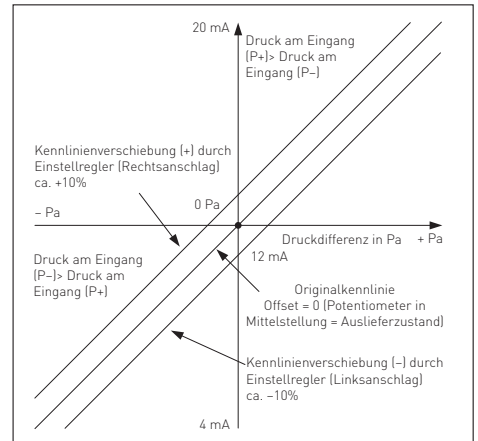 20 mA
Druck am Eingang
(P+)> Druck am
Eingang (P–)
Kennlinienverschiebung (+) durch
Einstellregler (Rechtsanschlag)
ca. +10%
0 Pa
– Pa
Druckdifferenz in Pa
+ Pa
12 mA
Druck am Eingang
(P–)> Druck am
Eingang (P+)
Originalkennlinie
Offset = 0 (Potentiometer in
Mittelstellung = Auslieferzustand)
Kennlinienverschiebung (–) durch
Einstellregler (Linksanschlag)
ca. –10%
4 mA